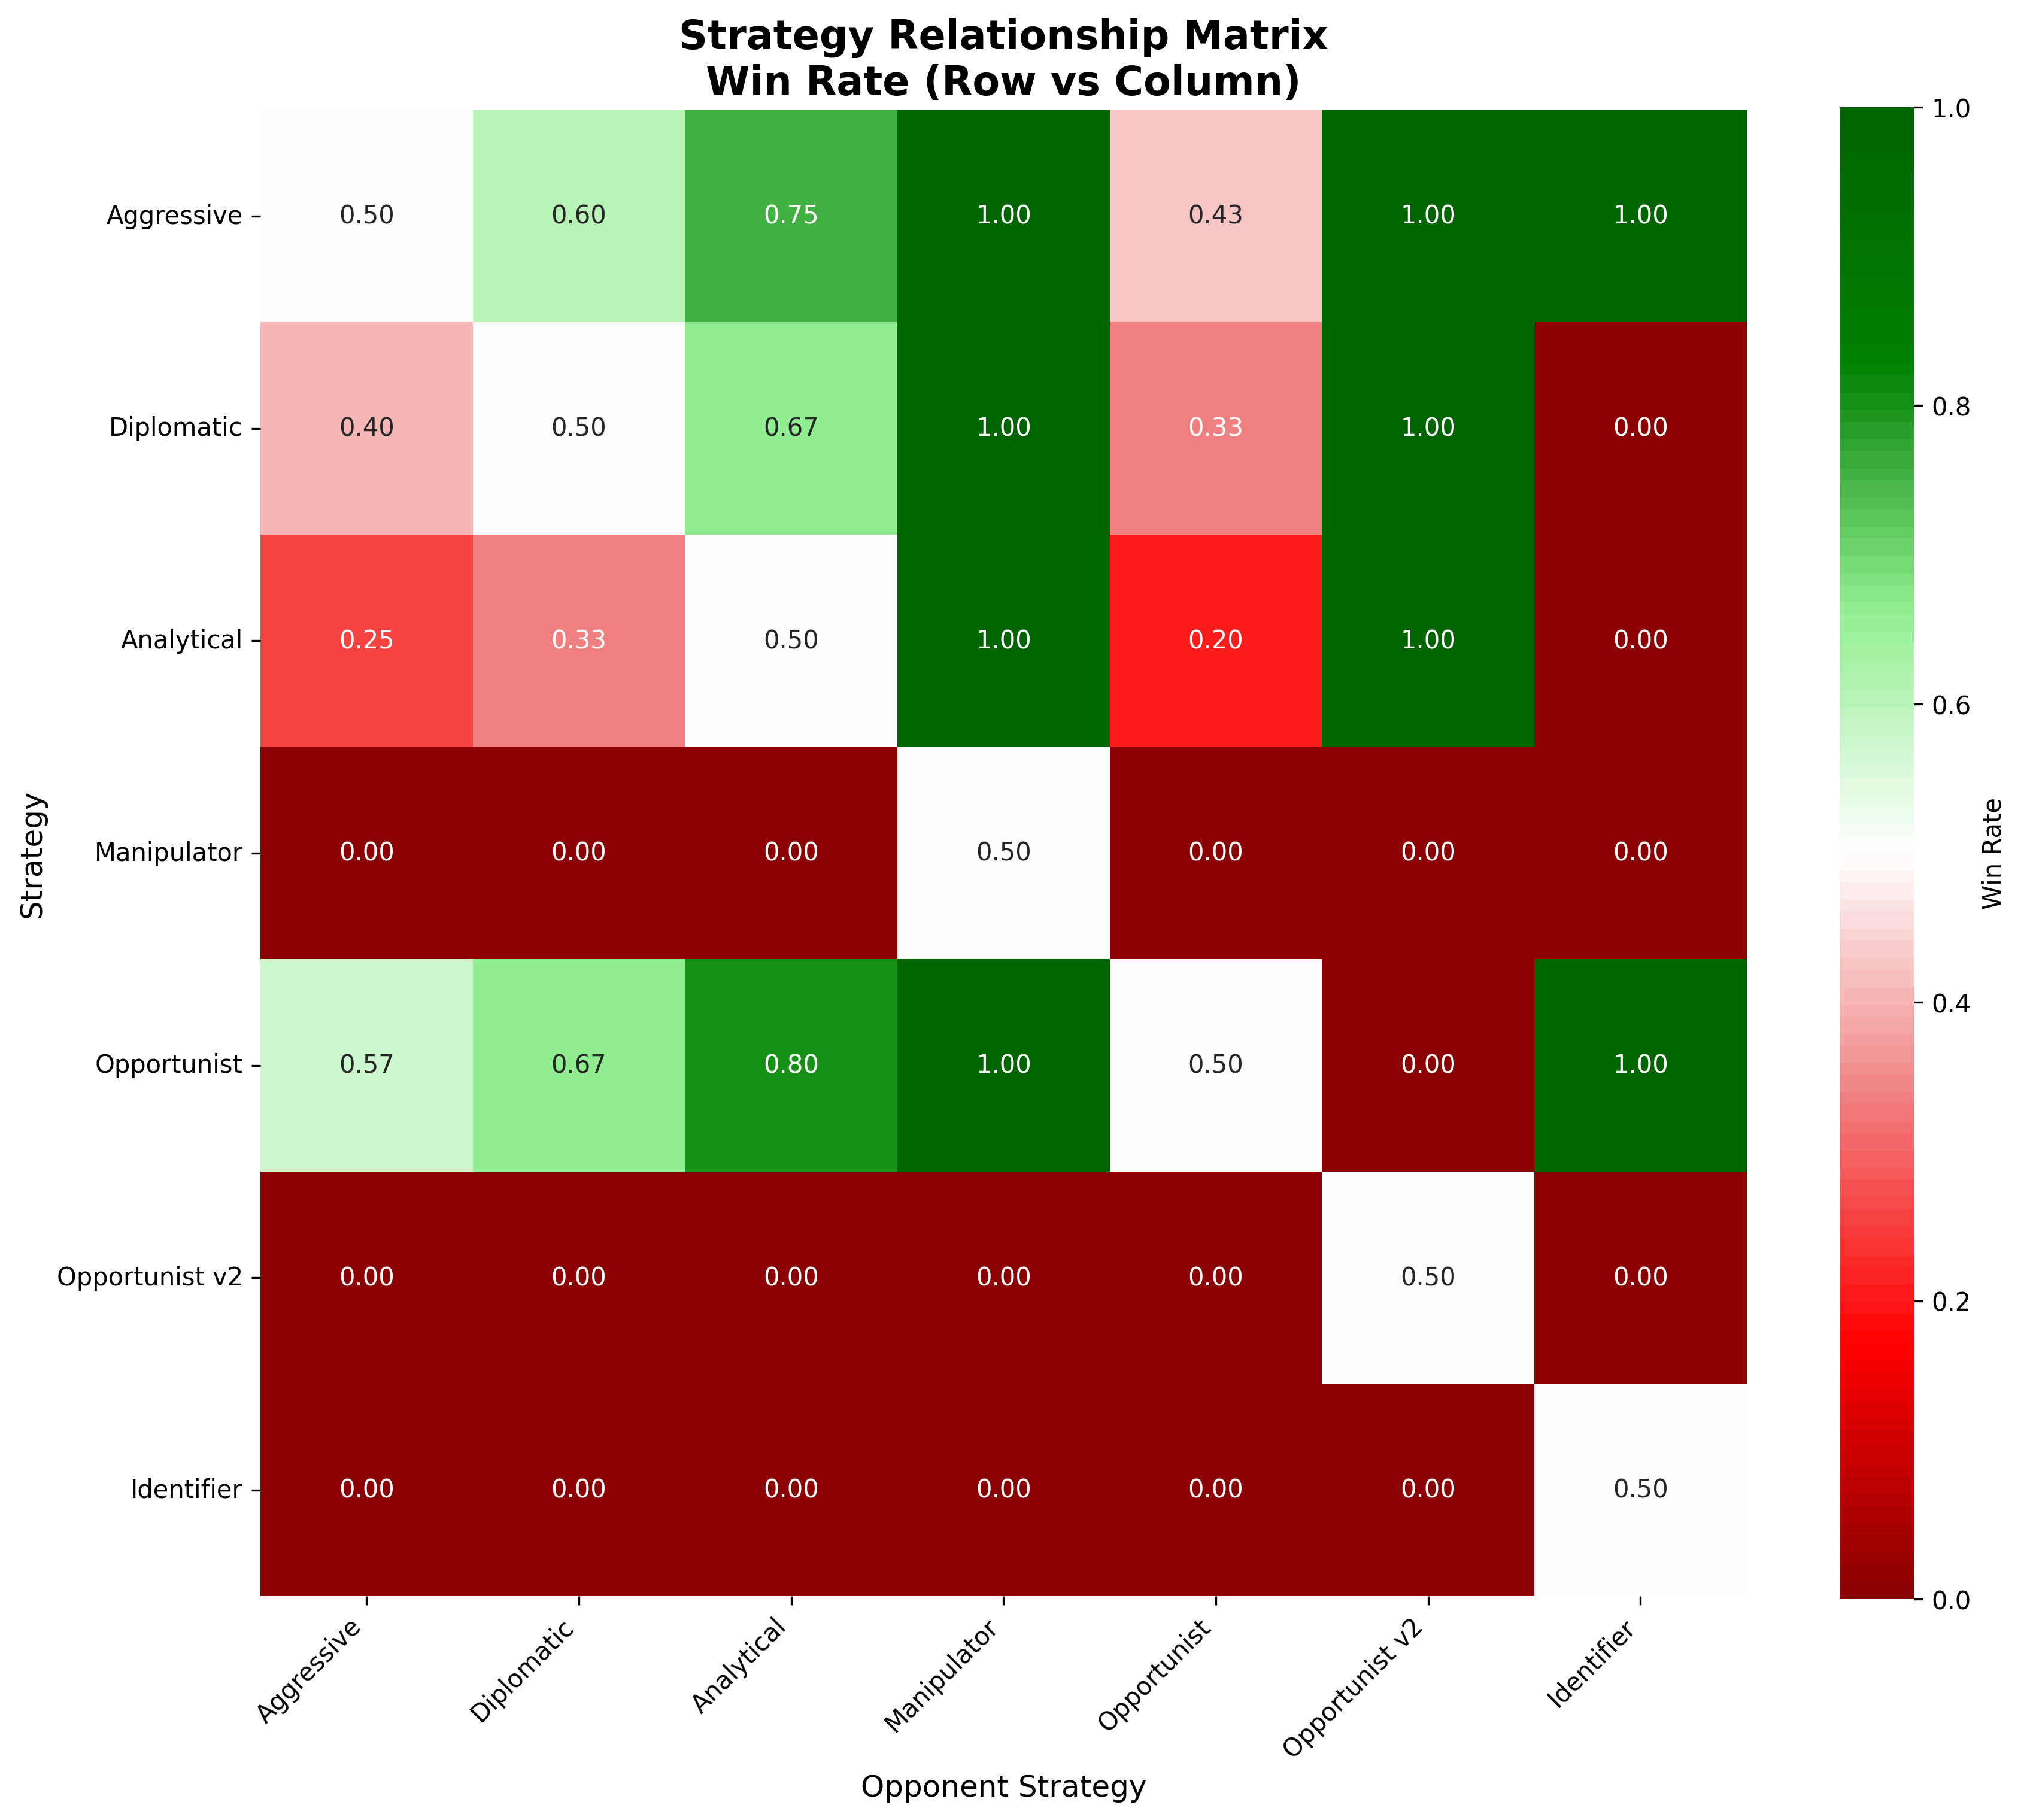 Strategy Relationship Matrix
Win Rate (Row vs Column)
Strategy
Aggressive 0.50 0.60 0.75 1.00 0.43 1.00 1.00
Diplomatic 0.40 0.50 0.67 1.00 0.33 1.00 0.00
Analytical 0.25 0.33 0.50 1.00 0.20 1.00 0.00
Manipulator 0.00 0.00 0.00 0.50 0.00 0.00 0.00
Opportunist 0.57 0.67 0.80 1.00 0.50 0.00 1.00
Opportunist v2 0.00 0.00 0.00 0.00 0.00 0.50 0.00
Identifier 0.00 0.00 0.00 0.00 0.00 0.00 0.50
Aggressive Diplomatic Analytical Manipulator Opportunist Opportunist v2 Identifier
Opponent Strategy
1.0
0.8
0.6
0.4
0.2
0.0
Win Rate